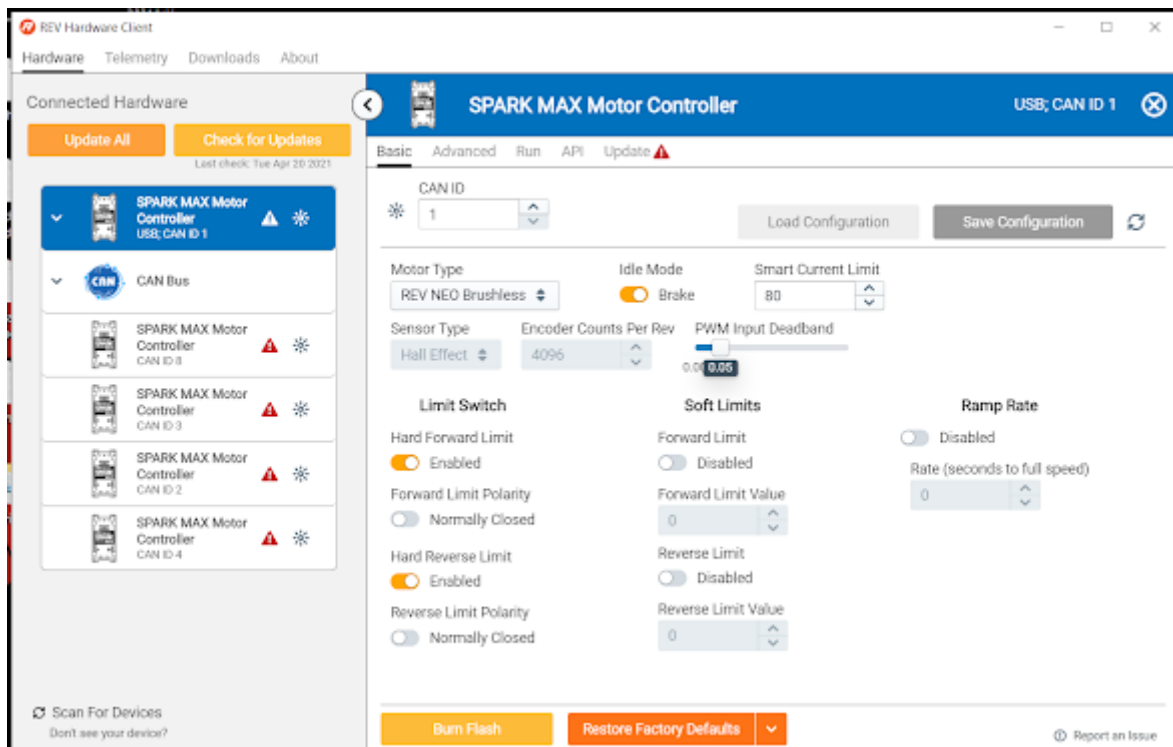 REV Hardware Client
Hardware Telemetry Downloads About
Connected Hardware
Update All Check for Updates
Last check: Tue Apr 20 2021
SPARK MAX Motor
Controller
USB; CAN ID 1
CAN CAN Bus
SPARK MAX Motor
Controller
CAN ID 8
SPARK MAX Motor
Controller
CAN ID 3
SPARK MAX Motor
Controller
CAN ID 2
SPARK MAX Motor
Controller
CAN ID 4
Scan For Devices
Don't see your device?
SPARK MAX Motor Controller USB; CAN ID 1
Basic Advanced Run API Update
CAN ID
1
Load Configuration Save Configuration
Motor Type Idle Mode Smart Current Limit
REV NEO Brushless Brake 80
Sensor Type Encoder Counts Per Rev PWM Input Deadband
Hall Effect 4096
0.05
Limit Switch Soft Limits Ramp Rate
Hard Forward Limit Forward Limit Disabled
Enabled Disabled Rate (seconds to full speed)
Forward Limit Polarity Forward Limit Value 0
Normally Closed 0
Hard Reverse Limit Reverse Limit
Enabled Disabled
Reverse Limit Polarity Reverse Limit Value
Normally Closed 0
Burn Flash Restore Factory Defaults
Report an Issue